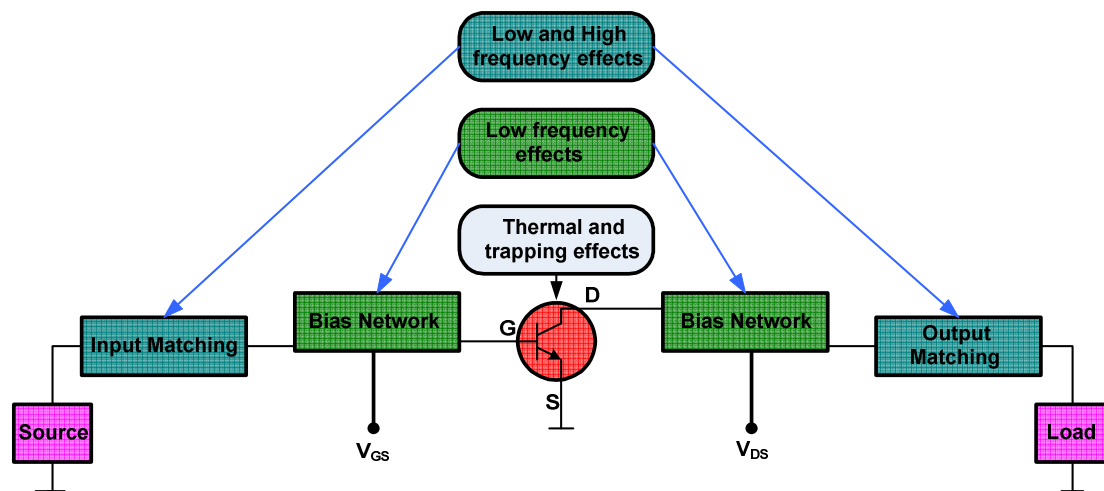 Low and High
frequency effects
Low frequency
effects
Thermal and
trapping effects
D
Bias Network
Bias Network
G
Input Matching
Output
Matching
S
Source
Load
VGS
VDS